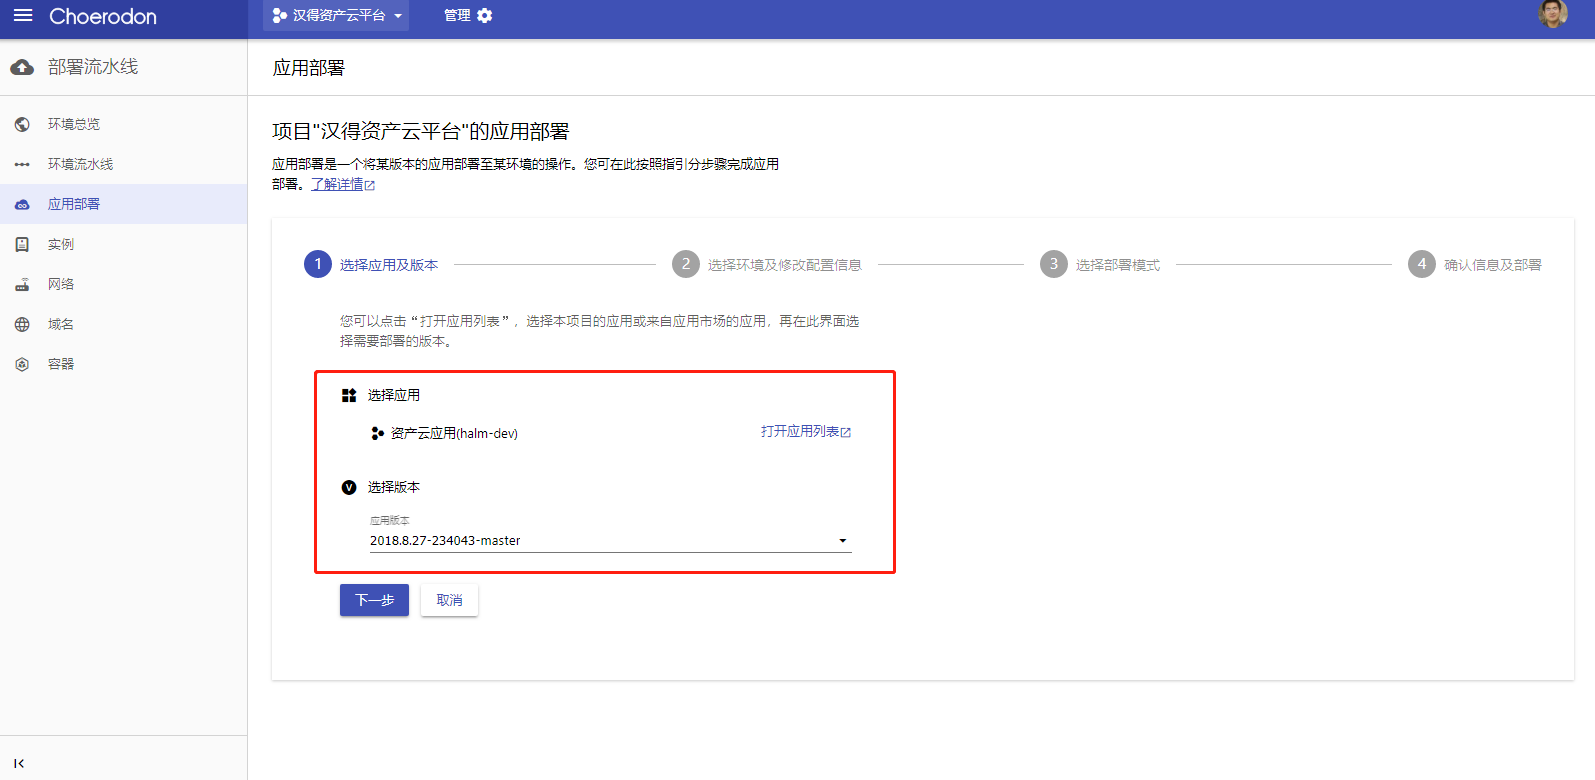 Choerodon
汉得资产云平台
管理
部署流水线
应用部署
环境总览
环境流水线
应用部署
实例
网络
域名
容器
项目"汉得资产云平台"的应用部署
应用部署是一个将某版本的应用部署至某环境的操作。您可在此按照指引分步骤完成应用
部署。了解详情
1 选择应用及版本
2 选择环境及修改配置信息
3 选择部署模式
4 确认信息及部署
您可以点击“打开应用列表”，选择本项目的应用或来自应用市场的应用，再在此界面选
择需要部署的版本。
选择应用
资产云应用(halm-dev)
打开应用列表
V 选择版本
应用版本
2018.8.27-234043-master
下一步
取消